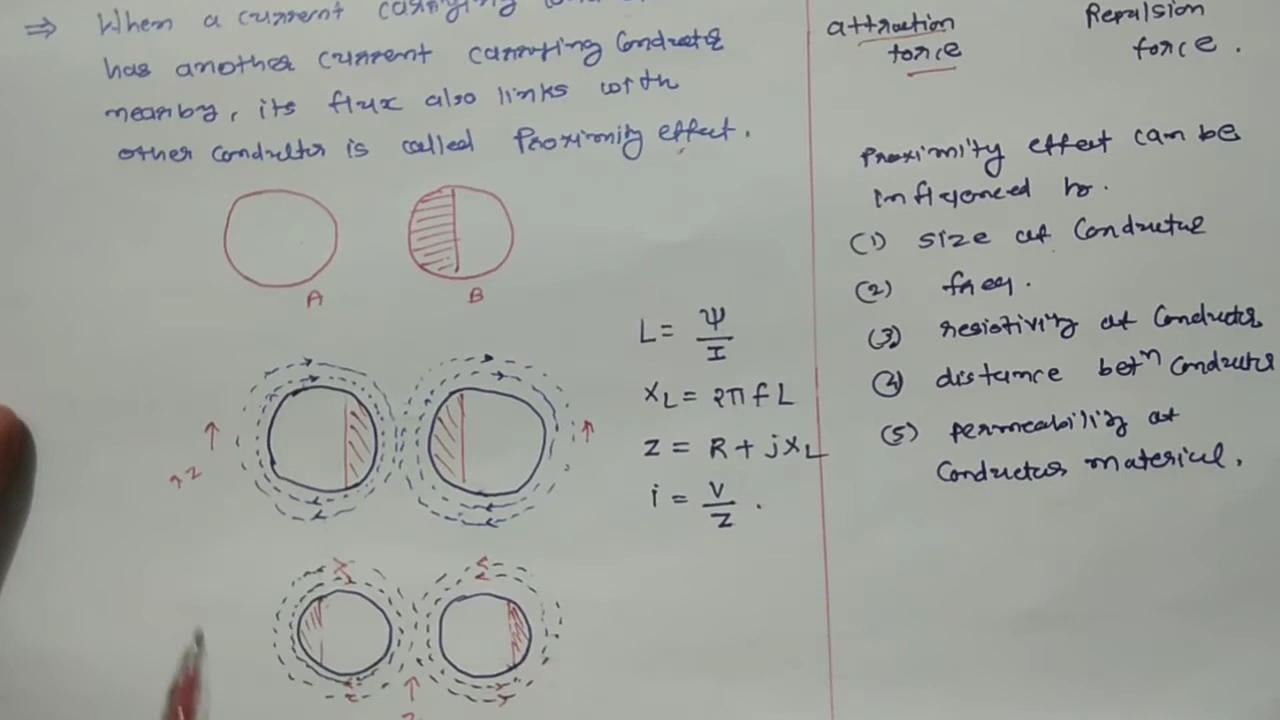 ⇒ When a current carrying
has another current carrying Conductor
nearby, its flux also links with
other conductor is called Proximity effect.
A
B
L = Ψ/I
XL = 2πfL
Z = R + jXL
i = V/Z .
↑Z
attraction
force
Repulsion
force .
Proximity effect can be
influenced by.
(1) size of Conductor
(2) freq.
(3) resistivity of Conductor
(4) distance betⁿ Conductor
(5) permeability of
Conductor material.